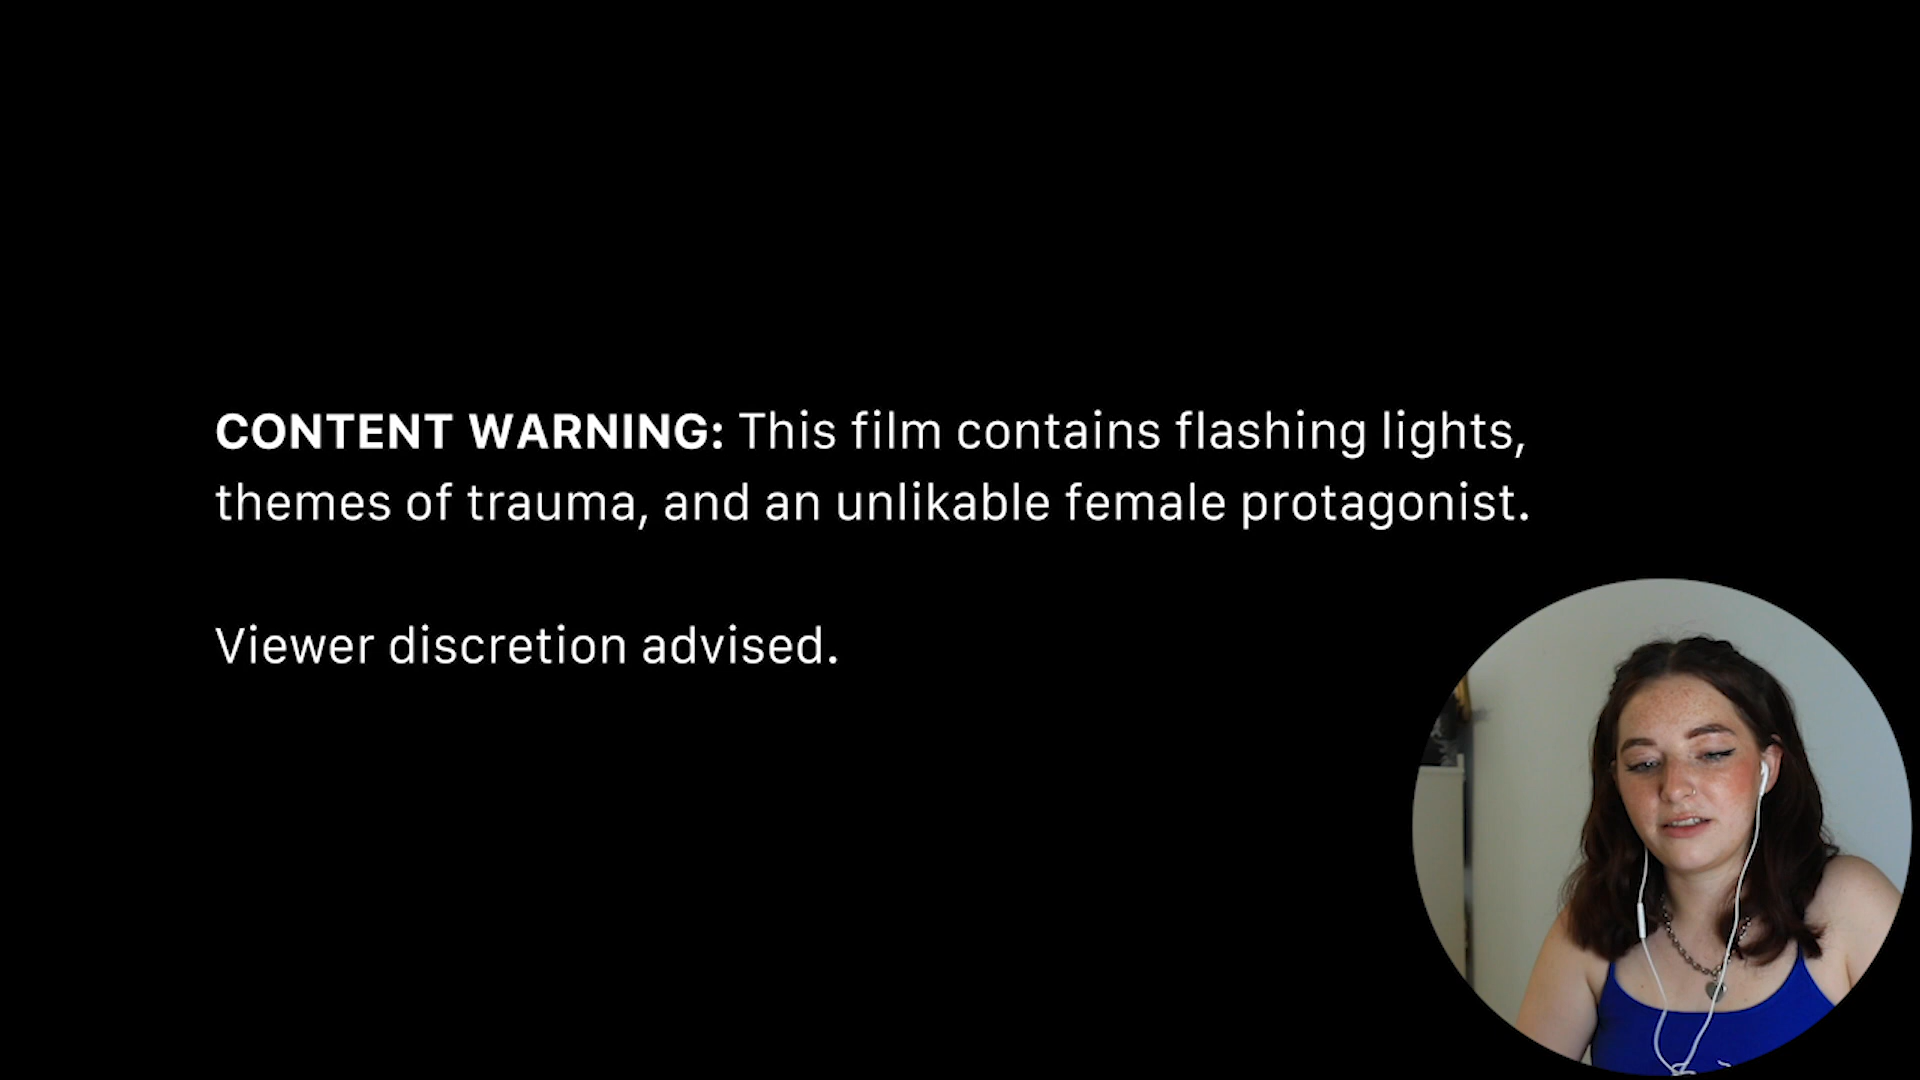 CONTENT WARNING: This film contains flashing lights,
themes of trauma, and an unlikable female protagonist.
Viewer discretion advised.